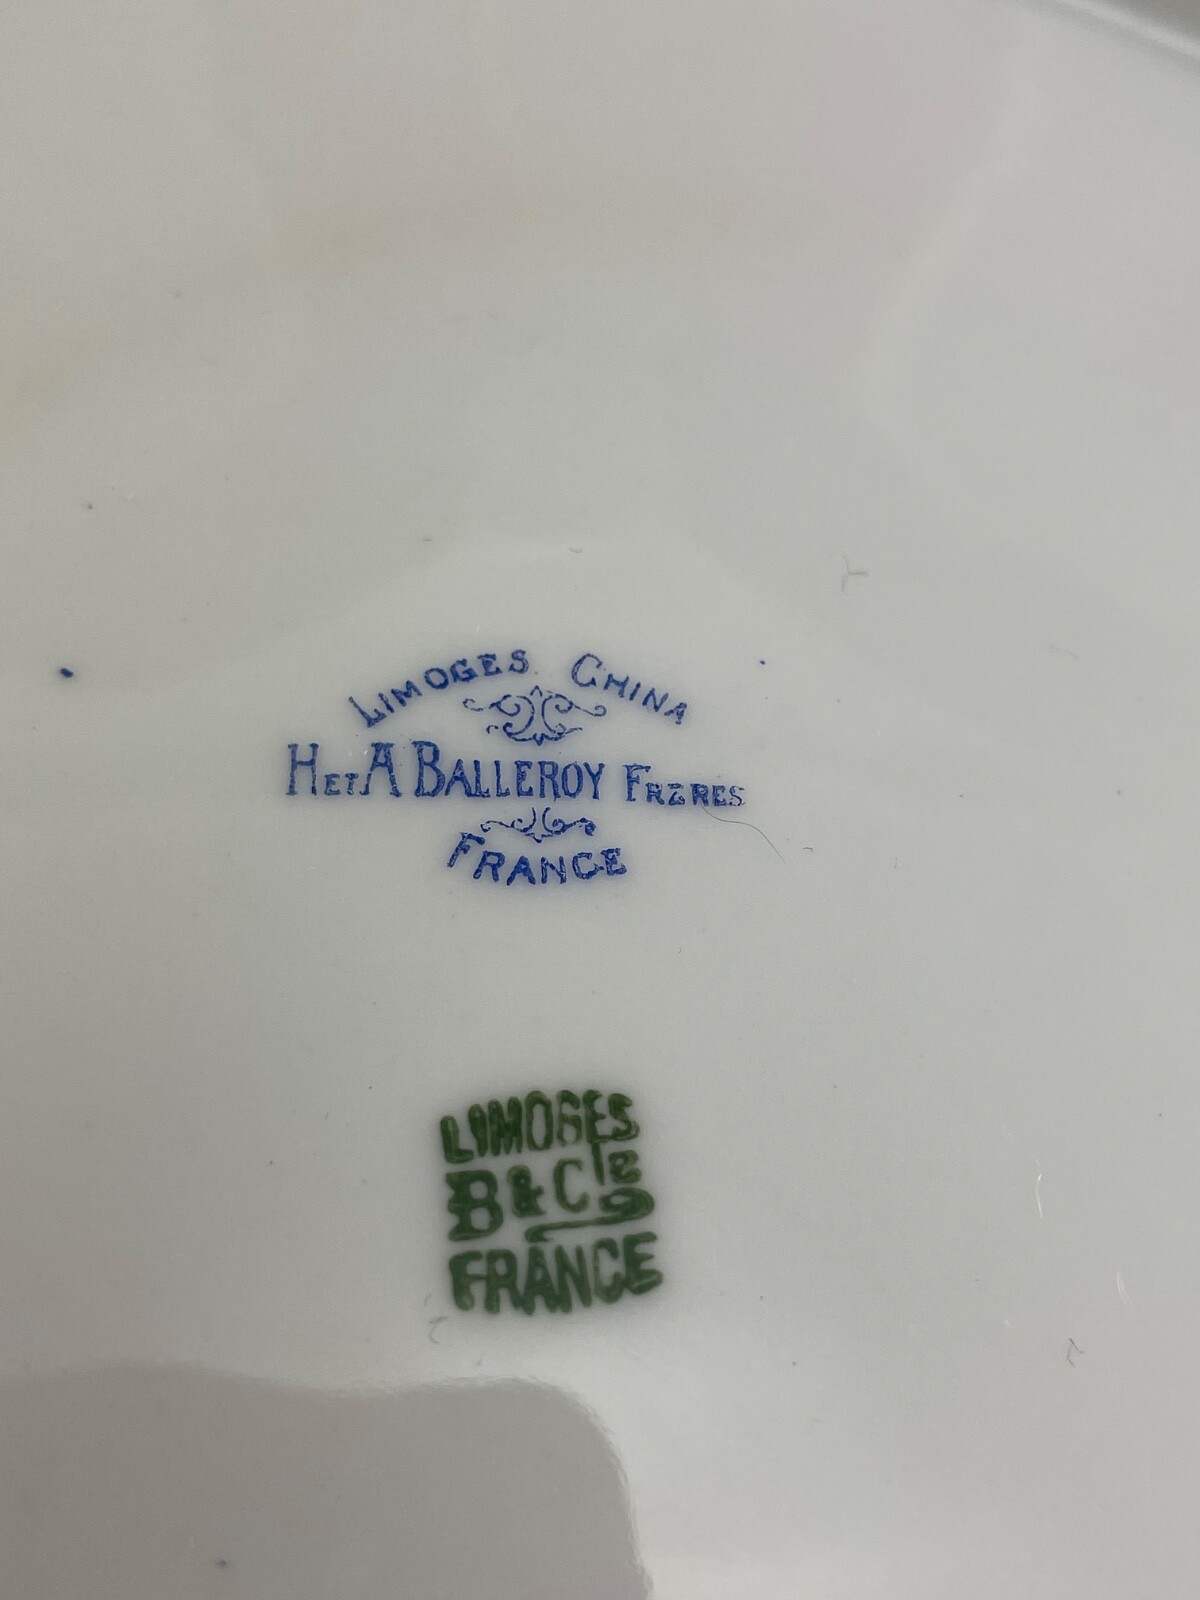 LIMOGES CHINA
H ET A BALLEROY FRERES
FRANCE
LIMOGES
B & Cie
FRANCE